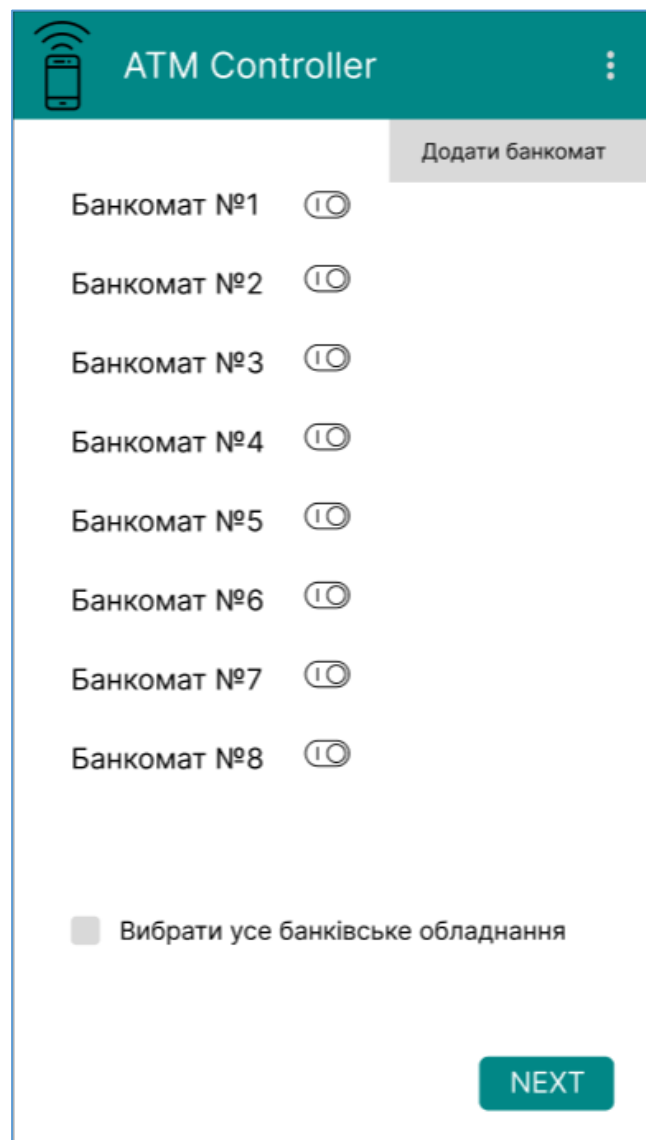 ATM Controller
Додати банкомат
Банкомат №1
Банкомат №2
Банкомат №3
Банкомат №4
Банкомат №5
Банкомат №6
Банкомат №7
Банкомат №8
Вибрати усе банківське обладнання
NEXT